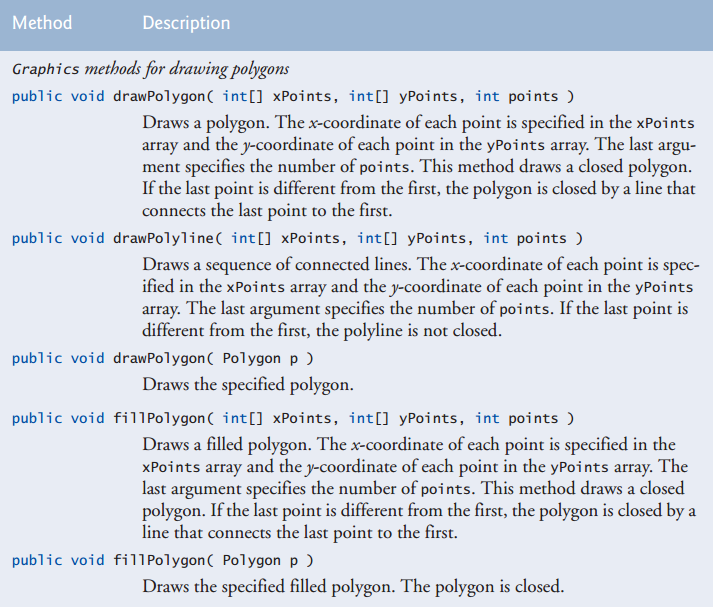 Method Description
Graphics methods for drawing polygons
public void drawPolygon( int[] xPoints, int[] yPoints, int points )
Draws a polygon. The x-coordinate of each point is specified in the xPoints
array and the y-coordinate of each point in the yPoints array. The last argu-
ment specifies the number of points. This method draws a closed polygon.
If the last point is different from the first, the polygon is closed by a line that
connects the last point to the first.
public void drawPolyline( int[] xPoints, int[] yPoints, int points )
Draws a sequence of connected lines. The x-coordinate of each point is spec-
ified in the xPoints array and the y-coordinate of each point in the yPoints
array. The last argument specifies the number of points. If the last point is
different from the first, the polyline is not closed.
public void drawPolygon( Polygon p )
Draws the specified polygon.
public void fillPolygon( int[] xPoints, int[] yPoints, int points )
Draws a filled polygon. The x-coordinate of each point is specified in the
xPoints array and the y-coordinate of each point in the yPoints array. The
last argument specifies the number of points. This method draws a closed
polygon. If the last point is different from the first, the polygon is closed by a
line that connects the last point to the first.
public void fillPolygon( Polygon p )
Draws the specified filled polygon. The polygon is closed.